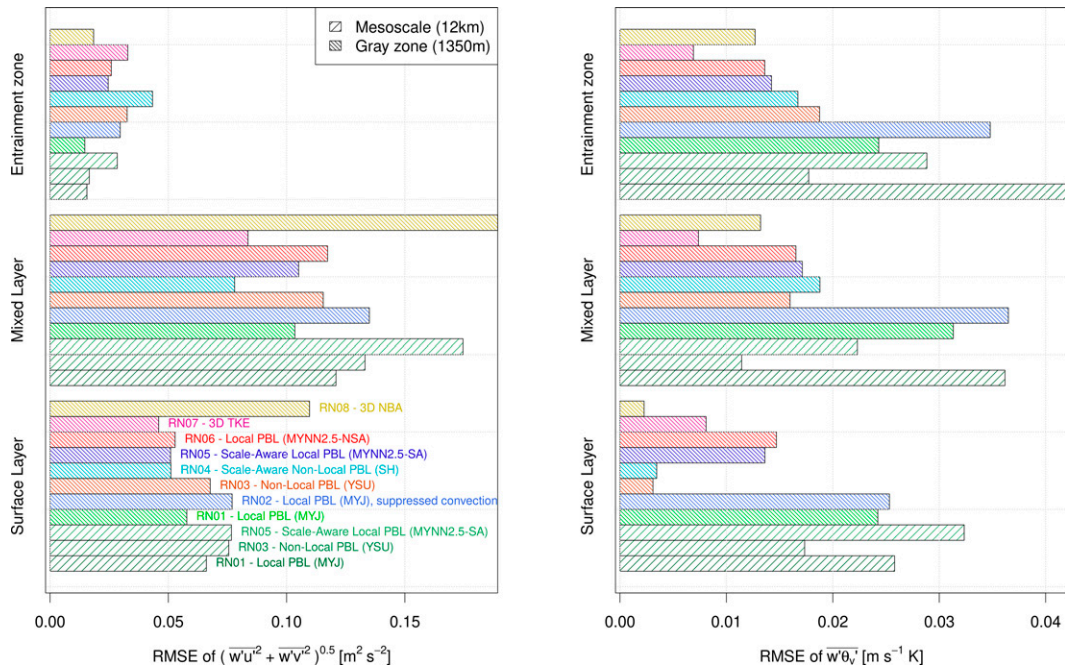 Mesoscale (12km)
Gray zone (1350m)
Entrainment zone
Mixed Layer
Surface Layer
RN08 - 3D NBA
RN07 - 3D TKE
RN06 - Local PBL (MYNN2.5-NSA)
RN05 - Scale-Aware Local PBL (MYNN2.5-SA)
RN04 - Scale-Aware Non-Local PBL (SH)
RN03 - Non-Local PBL (YSU)
RN02 - Local PBL (MYJ), suppressed convection
RN01 - Local PBL (MYJ)
RN05 - Scale-Aware Local PBL (MYNN2.5-SA)
RN03 - Non-Local PBL (YSU)
RN01 - Local PBL (MYJ)
0.00 0.05 0.10 0.15
RMSE of ( w'u'² + w'v'² )^0.5 [m² s⁻²]
Entrainment zone
Mixed Layer
Surface Layer
0.00 0.01 0.02 0.03 0.04
RMSE of w'θᵥ' [m s⁻¹ K]